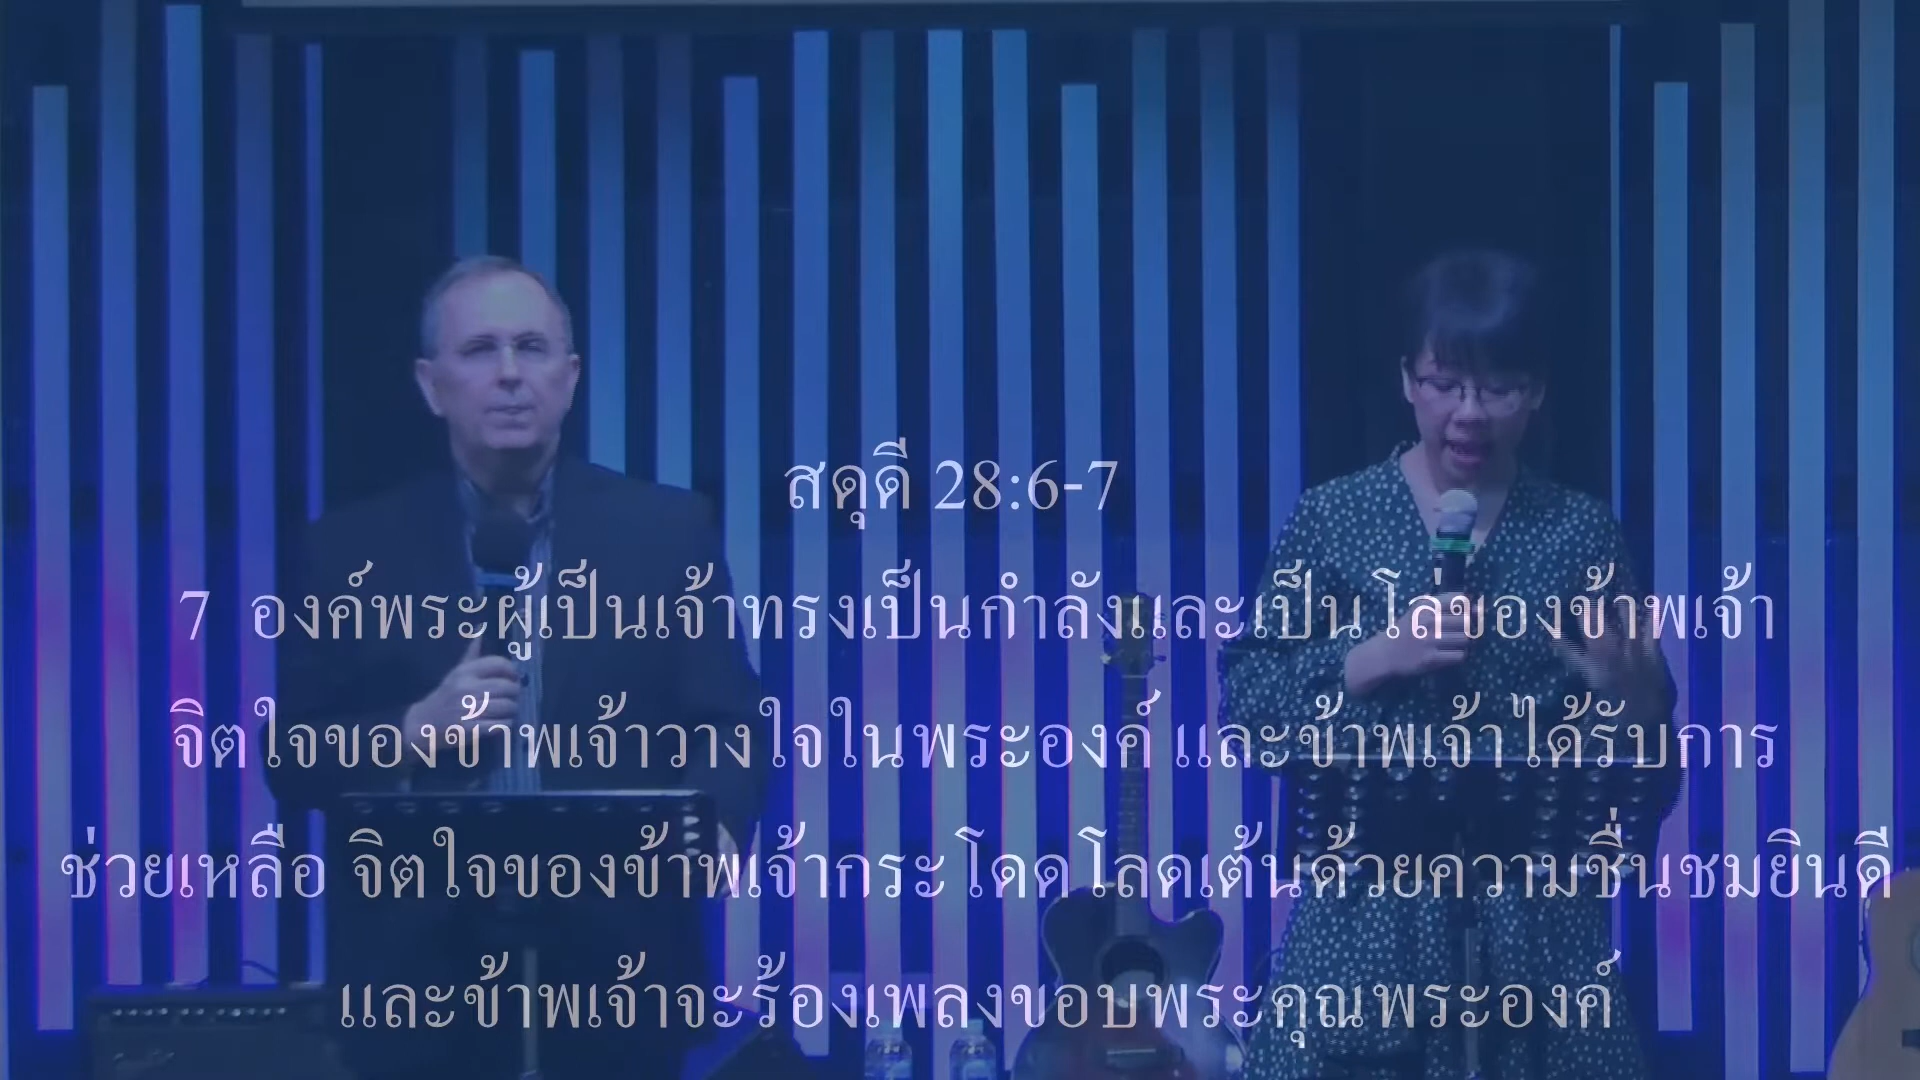 สดุดี 28:6-7
7 องค์พระผู้เป็นเจ้าทรงเป็นกำลังและเป็นโล่ของข้าพเจ้า
จิตใจของข้าพเจ้าวางใจในพระองค์ และข้าพเจ้าได้รับการ
ช่วยเหลือ จิตใจของข้าพเจ้ากระโดดโลดเต้นด้วยความชื่นชมยินดี
และข้าพเจ้าจะร้องเพลงขอบพระคุณพระองค์